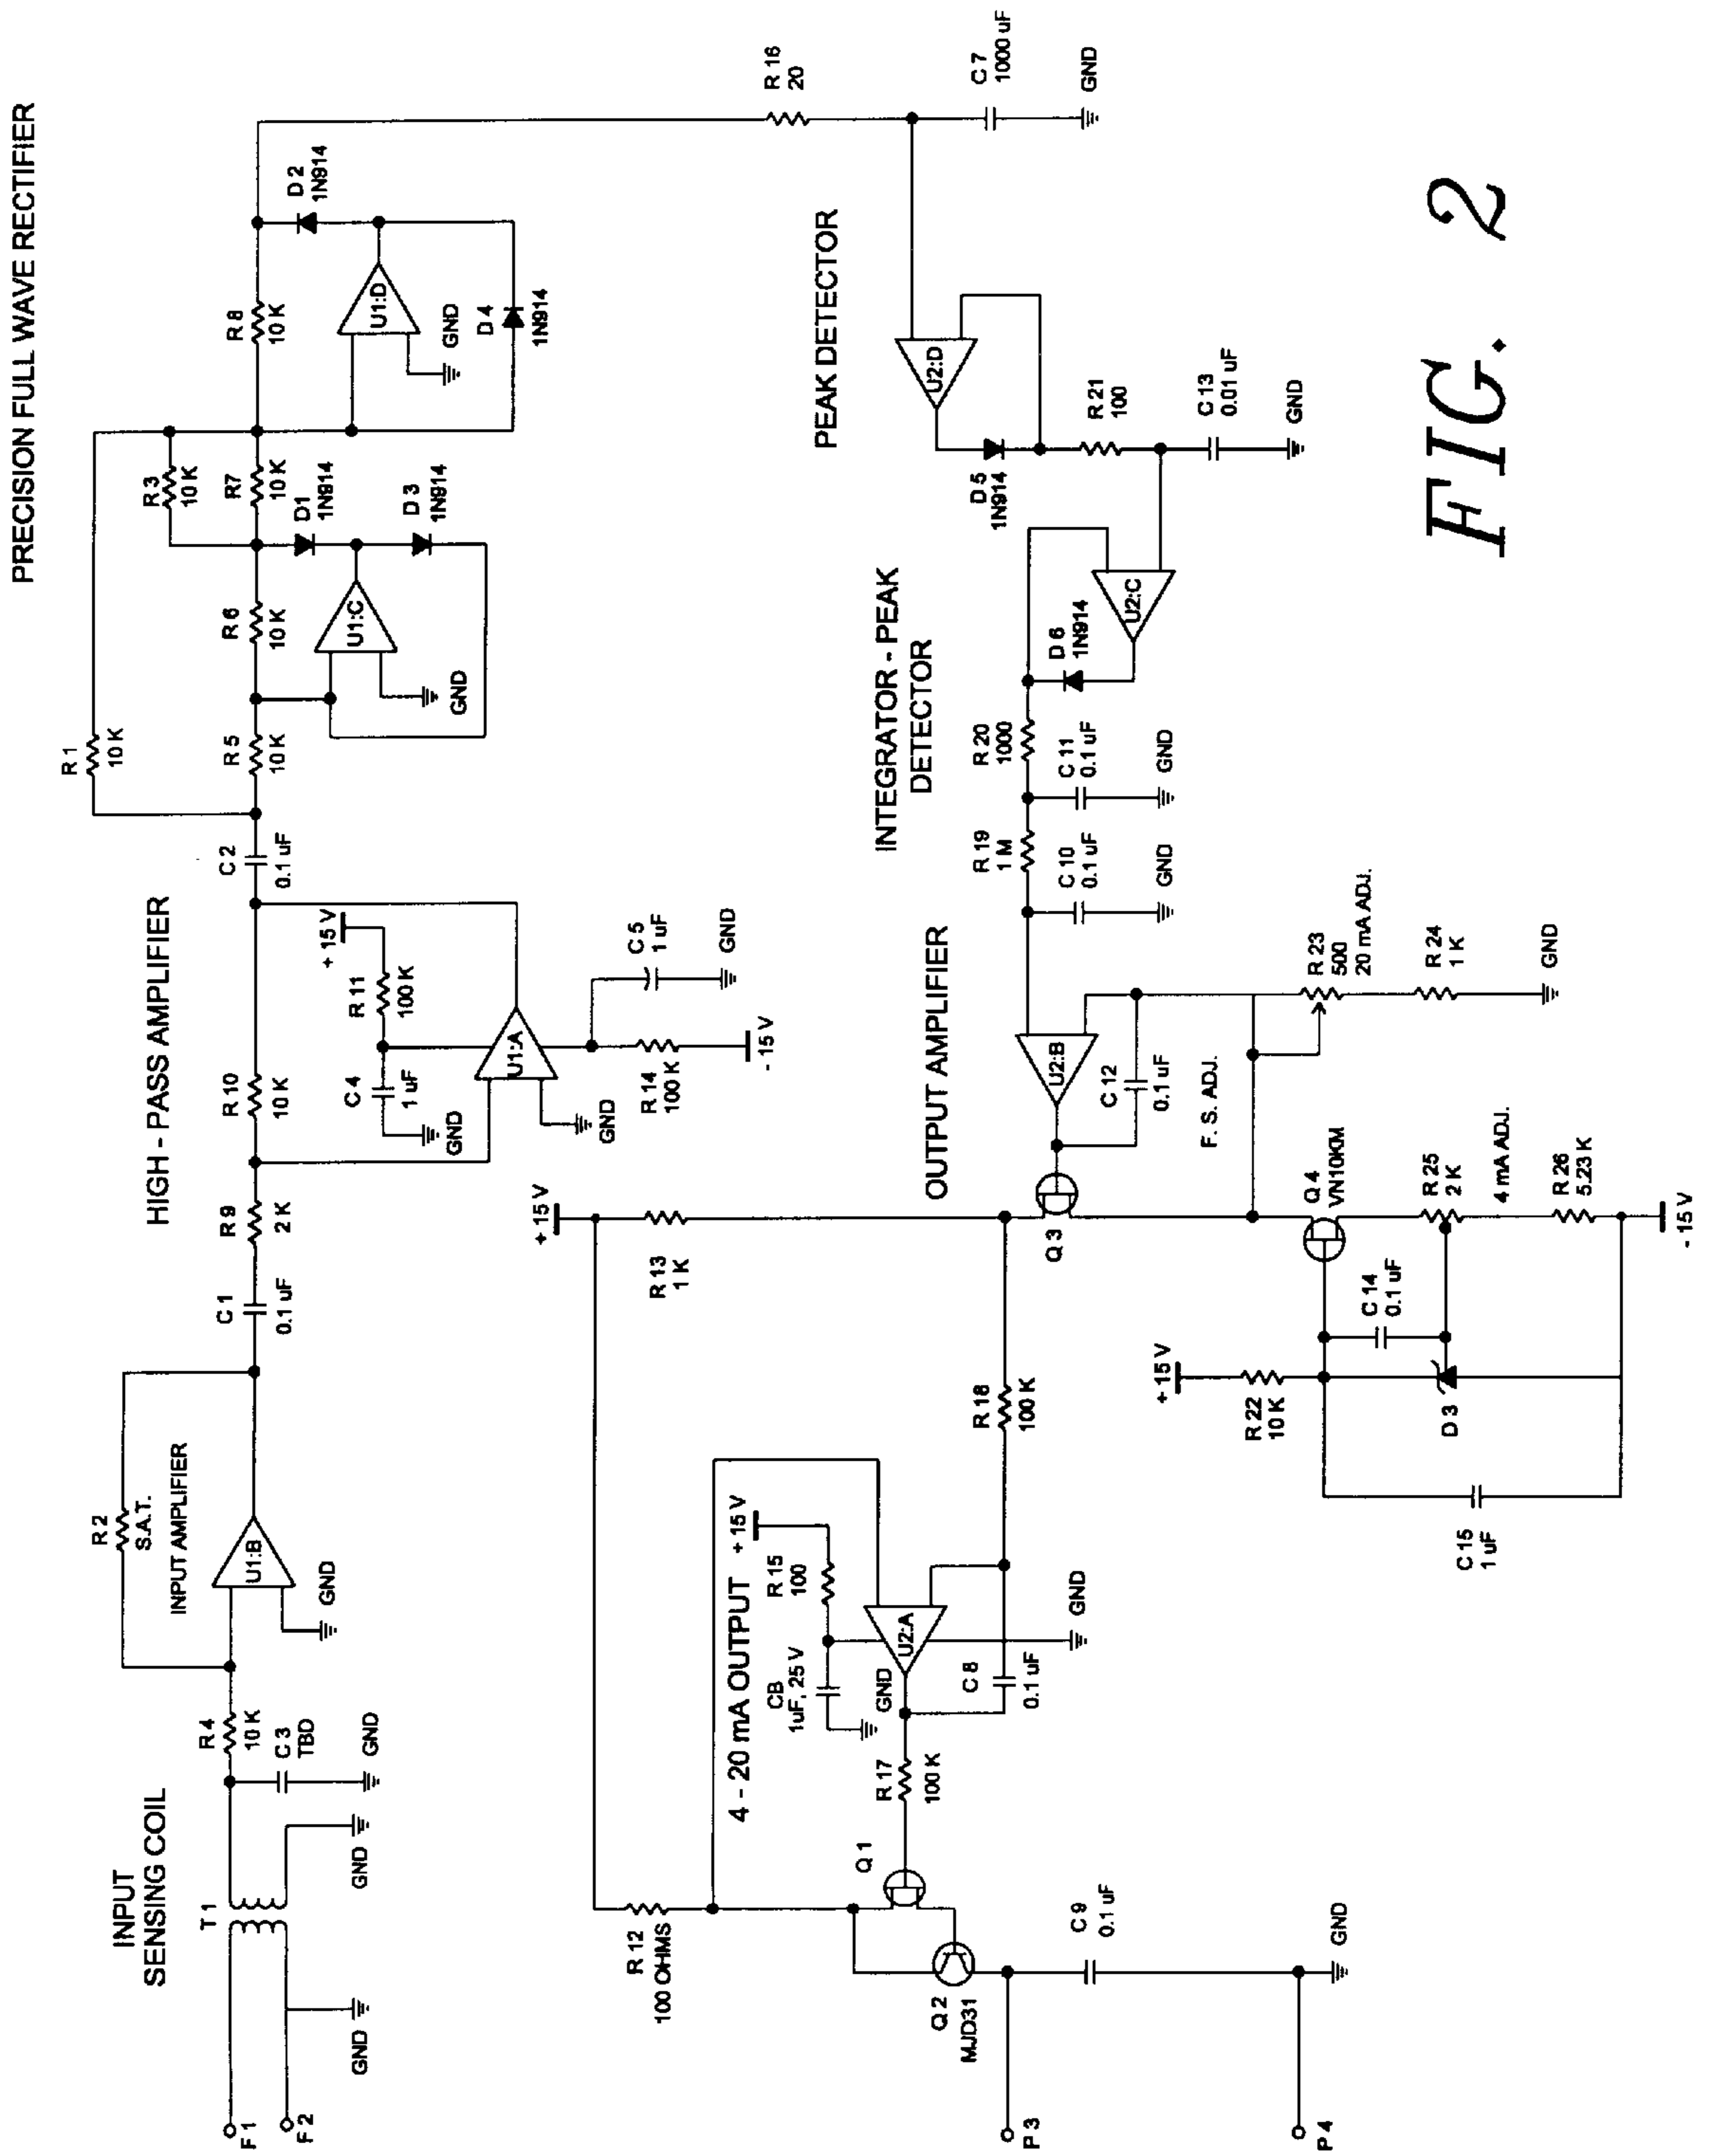 PRECISION FULL WAVE RECTIFIER
HIGH - PASS AMPLIFIER
INPUT
SENSING COIL
T1
F1
F2
GND
GND
C 3
TBD
GND
R 4
10 K
R 2
S.A.T.
INPUT AMPLIFIER
U1:B
GND
C 1
0.1 uF
R 9
2 K
R 10
10 K
+ 15 V
R 11
100 K
C 4
1 uF
GND
U1:A
GND
R 14
100 K
- 15 V
C 5
1 uF
GND
C 2
0.1 uF
R 1
10 K
R 5
10 K
R 6
10 K
U1:C
GND
D1
1N914
D 3
1N914
R 3
10 K
R7
10 K
R 8
10 K
U1:D
GND
D 4
1N914
D 2
1N914
R 16
20
C 7
1000 uF
GND
PEAK DETECTOR
U2:D
D 5
1N914
R 21
100
C 13
0.01 uF
GND
INTEGRATOR - PEAK
DETECTOR
U2:C
D 6
1N914
R 20
1000
C 11
0.1 uF
GND
R 19
1 M
C 10
0.1 uF
GND
OUTPUT AMPLIFIER
U2:B
C 12
0.1 uF
F. S. ADJ.
R 23
500
20 mA ADJ.
R 24
1 K
GND
+ 15 V
R 13
1 K
Q3
Q 4
VN10KM
R 25
2 K
4 mA ADJ.
R 26
5.23 K
- 15 V
C 14
0.1 uF
+ 15 V
R 22
10 K
D 3
C 15
1 uF
R 18
100 K
4 - 20 mA OUTPUT
+ 15 V
R 15
100
CB
1uF, 25 V
GND
U2:A
GND
C 8
0.1 uF
R 17
100 K
Q 1
R 12
100 OHMS
Q 2
MJD31
C 9
0.1 uF
GND
P 3
P 4
FIG. 2